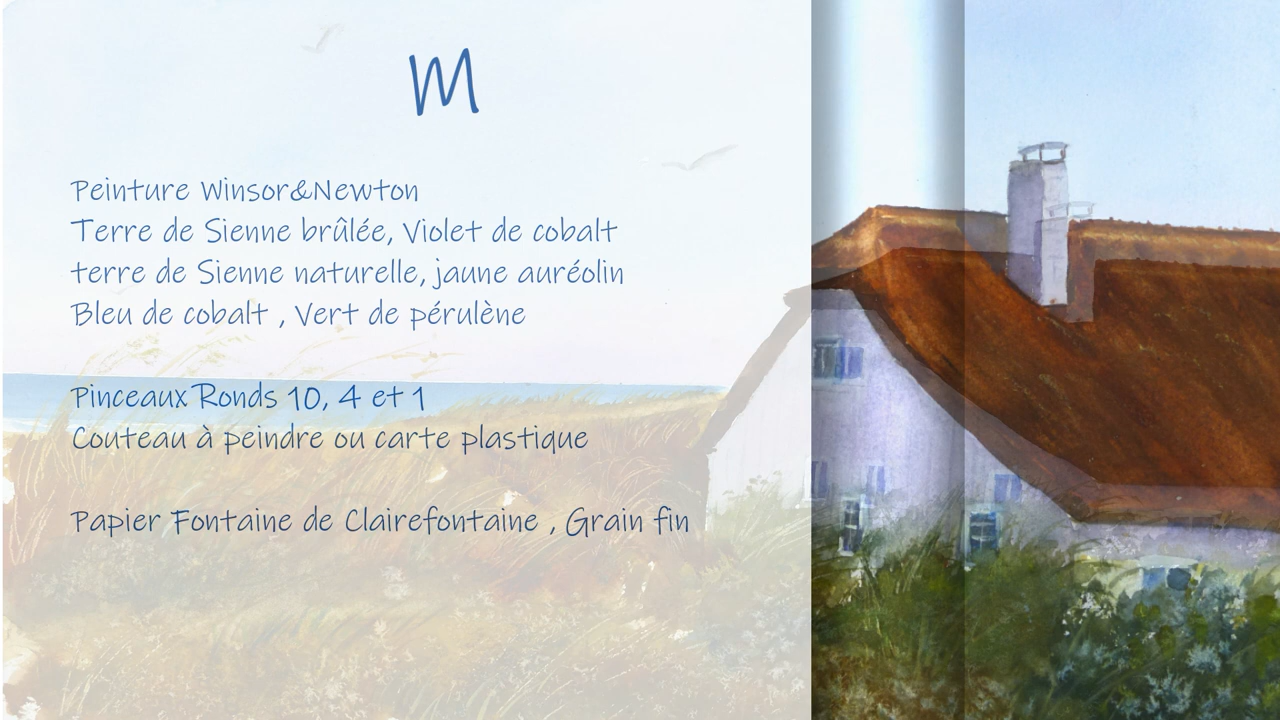 M
Peinture Winsor&Newton
Terre de Sienne brûlée, Violet de cobalt
terre de Sienne naturelle, jaune auréolin
Bleu de cobalt , Vert de pérulène
Pinceaux Ronds 10, 4 et 1
Couteau à peindre ou carte plastique
Papier Fontaine de Clairefontaine , Grain fin